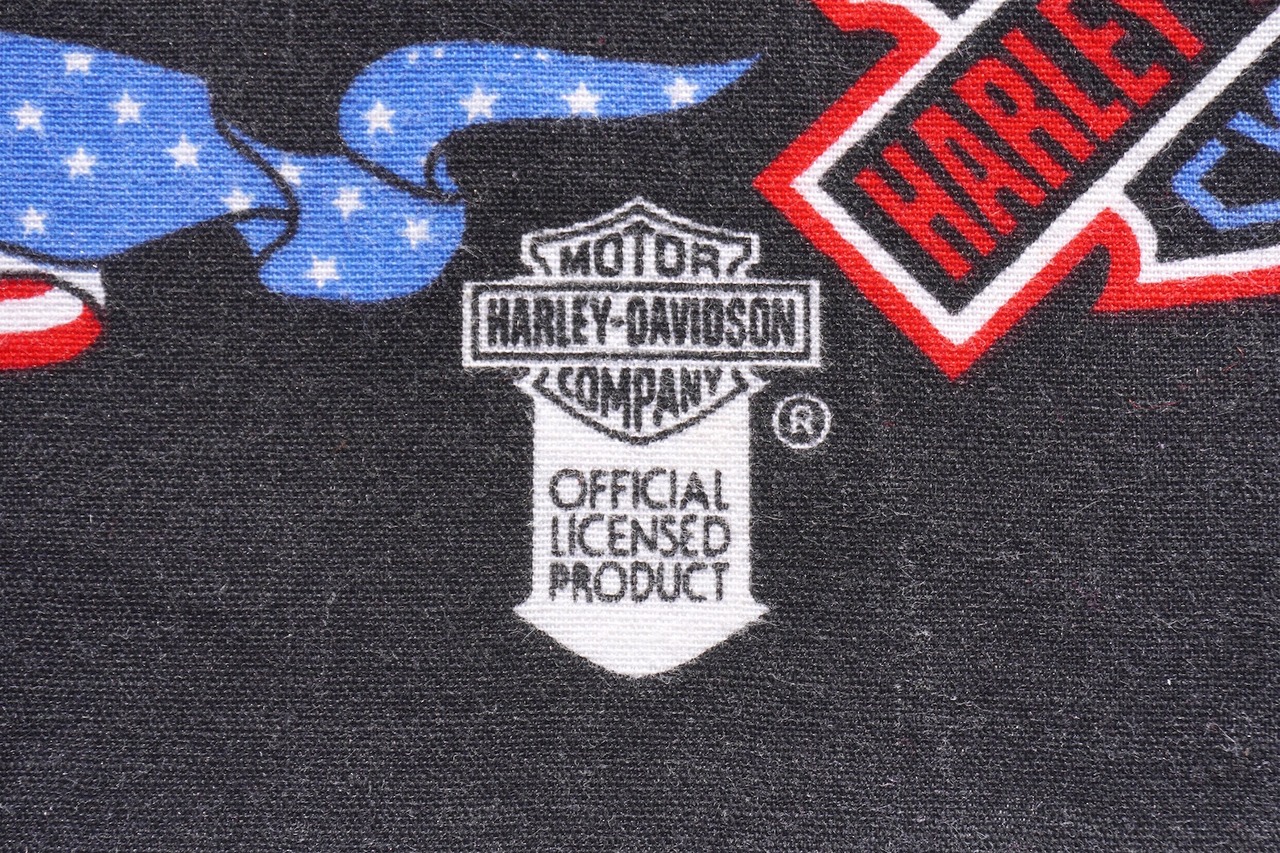 HARLEY
MOTOR
HARLEY-DAVIDSON
COMPANY
®
OFFICIAL
LICENSED
PRODUCT